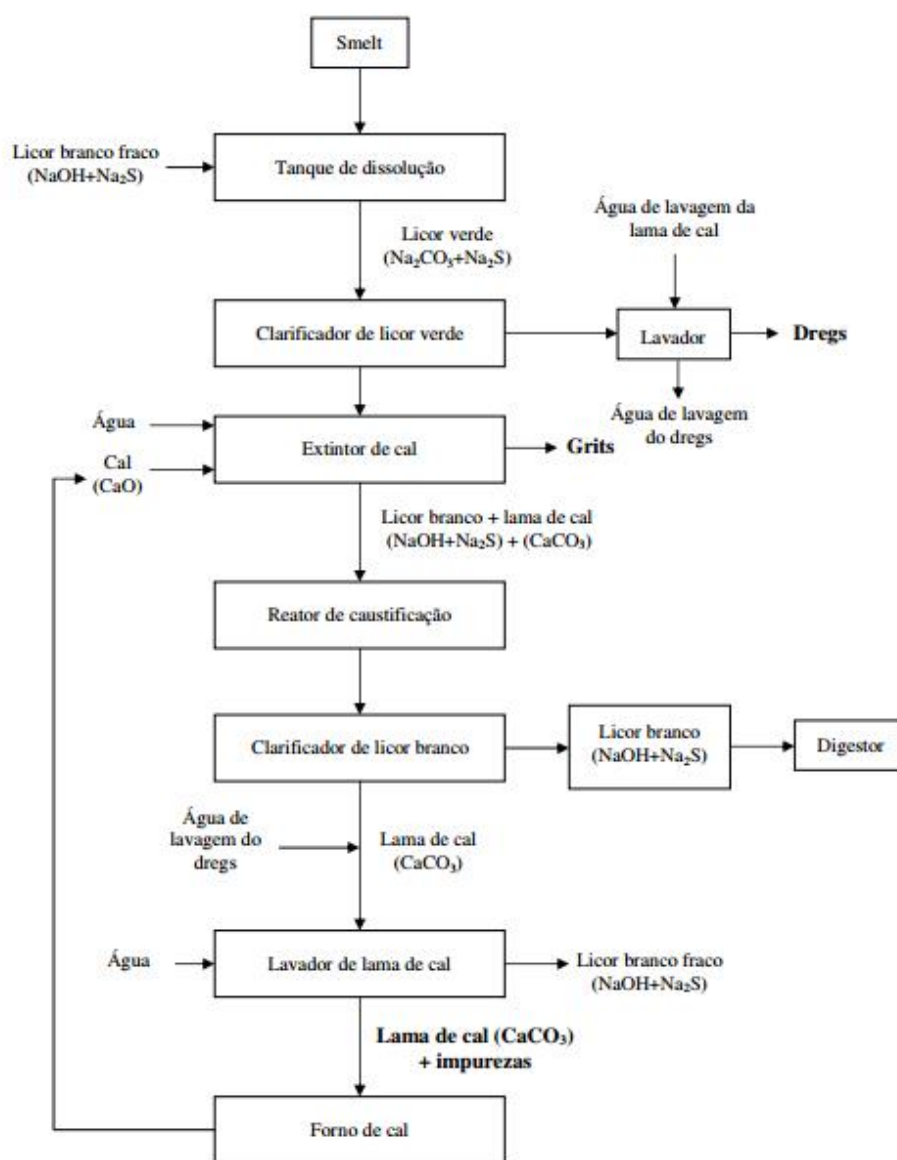 Smelt
Licor branco fraco
(NaOH+Na₂S)
Tanque de dissolução
Licor verde
(Na₂CO₃+Na₂S)
Água de lavagem da
lama de cal
Clarificador de licor verde
Lavador
Dregs
Água de lavagem
do dregs
Água
Cal
(CaO)
Extintor de cal
Grits
Licor branco + lama de cal
(NaOH+Na₂S) + (CaCO₃)
Reator de caustificação
Clarificador de licor branco
Licor branco
(NaOH+Na₂S)
Digestor
Água de
lavagem do
dregs
Lama de cal
(CaCO₃)
Água
Lavador de lama de cal
Licor branco fraco
(NaOH+Na₂S)
Lama de cal (CaCO₃)
+ impurezas
Forno de cal